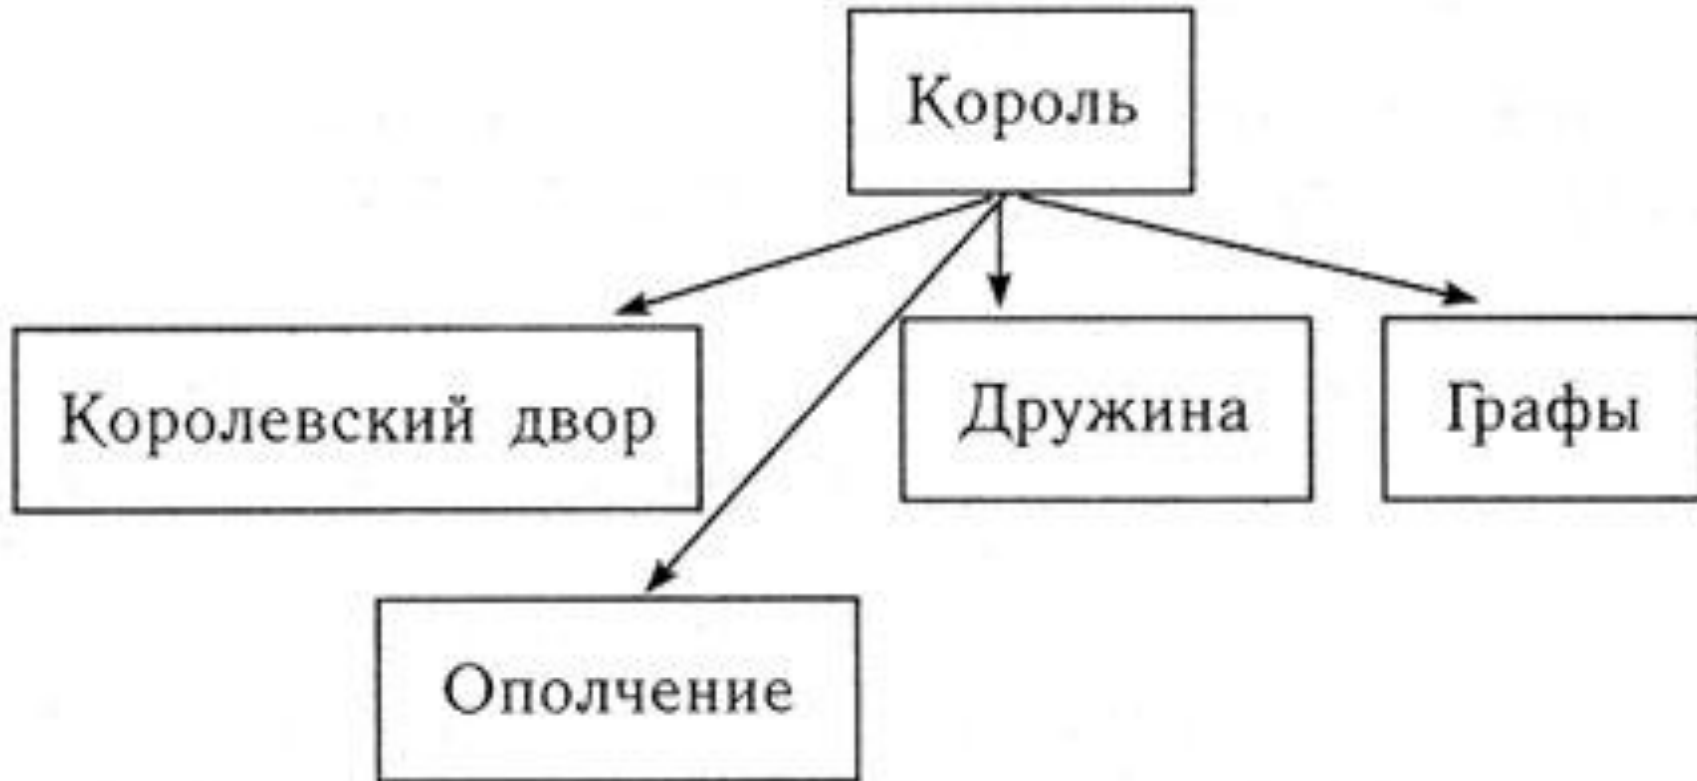 Король
Королевский двор
Дружина
Графы
Ополчение